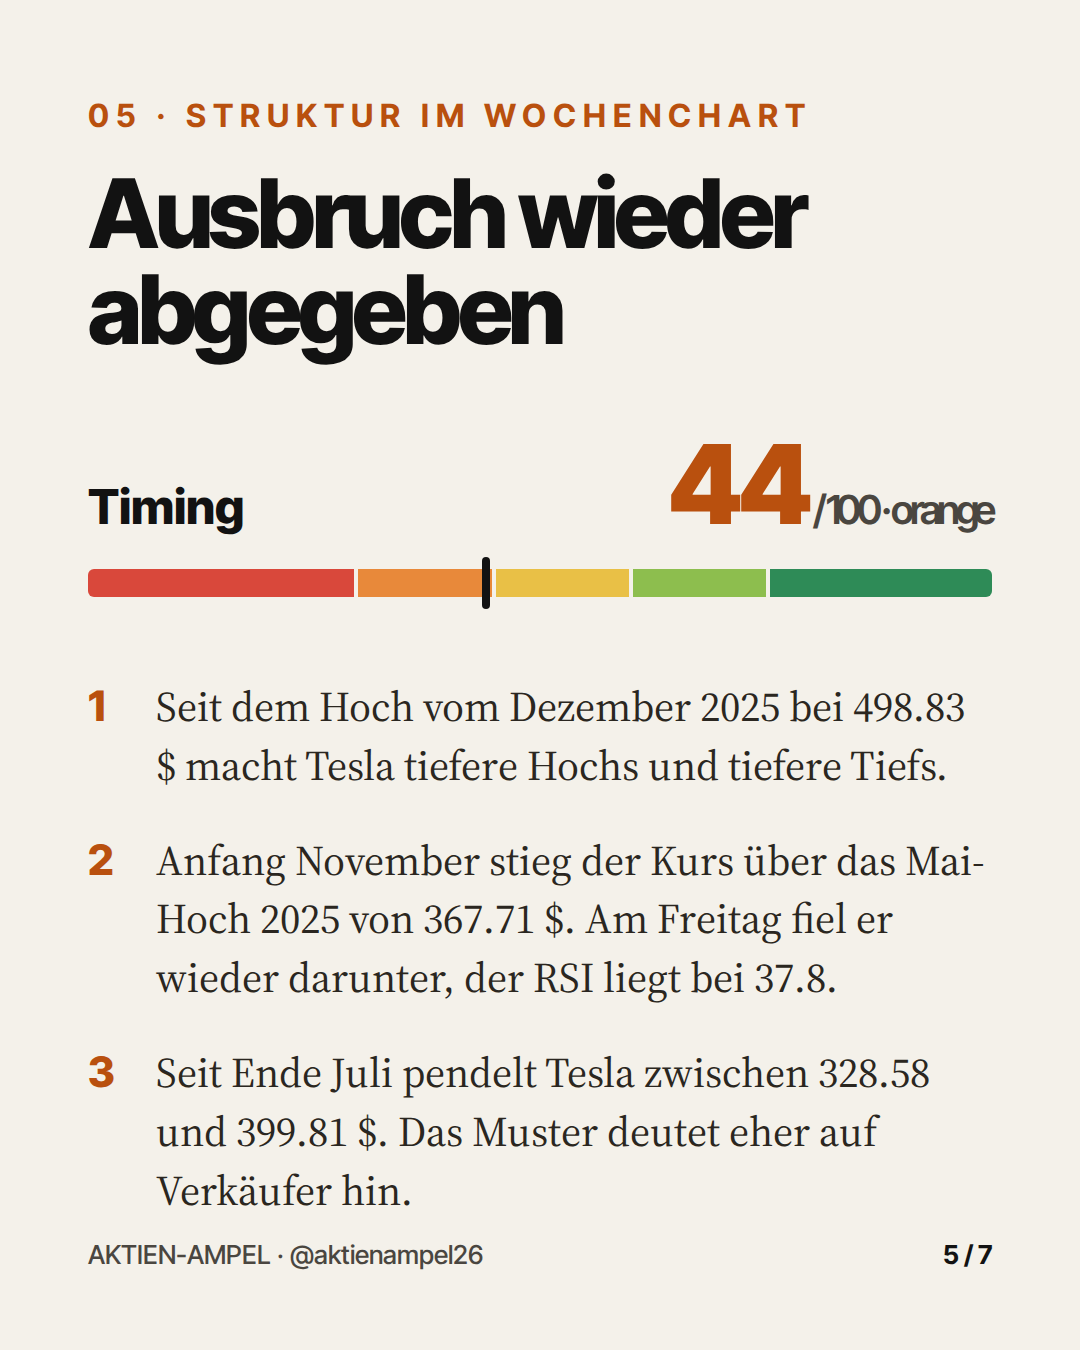 05 · STRUKTUR IM WOCHENCHART
Ausbruch wieder
abgegeben
Timing
44/100·orange
1 Seit dem Hoch vom Dezember 2025 bei 498.83
$ macht Tesla tiefere Hochs und tiefere Tiefs.
2 Anfang November stieg der Kurs über das Mai-
Hoch 2025 von 367.71 $. Am Freitag fiel er
wieder darunter, der RSI liegt bei 37.8.
3 Seit Ende Juli pendelt Tesla zwischen 328.58
und 399.81 $. Das Muster deutet eher auf
Verkäufer hin.
AKTIEN-AMPEL · @aktienampel26
5/7